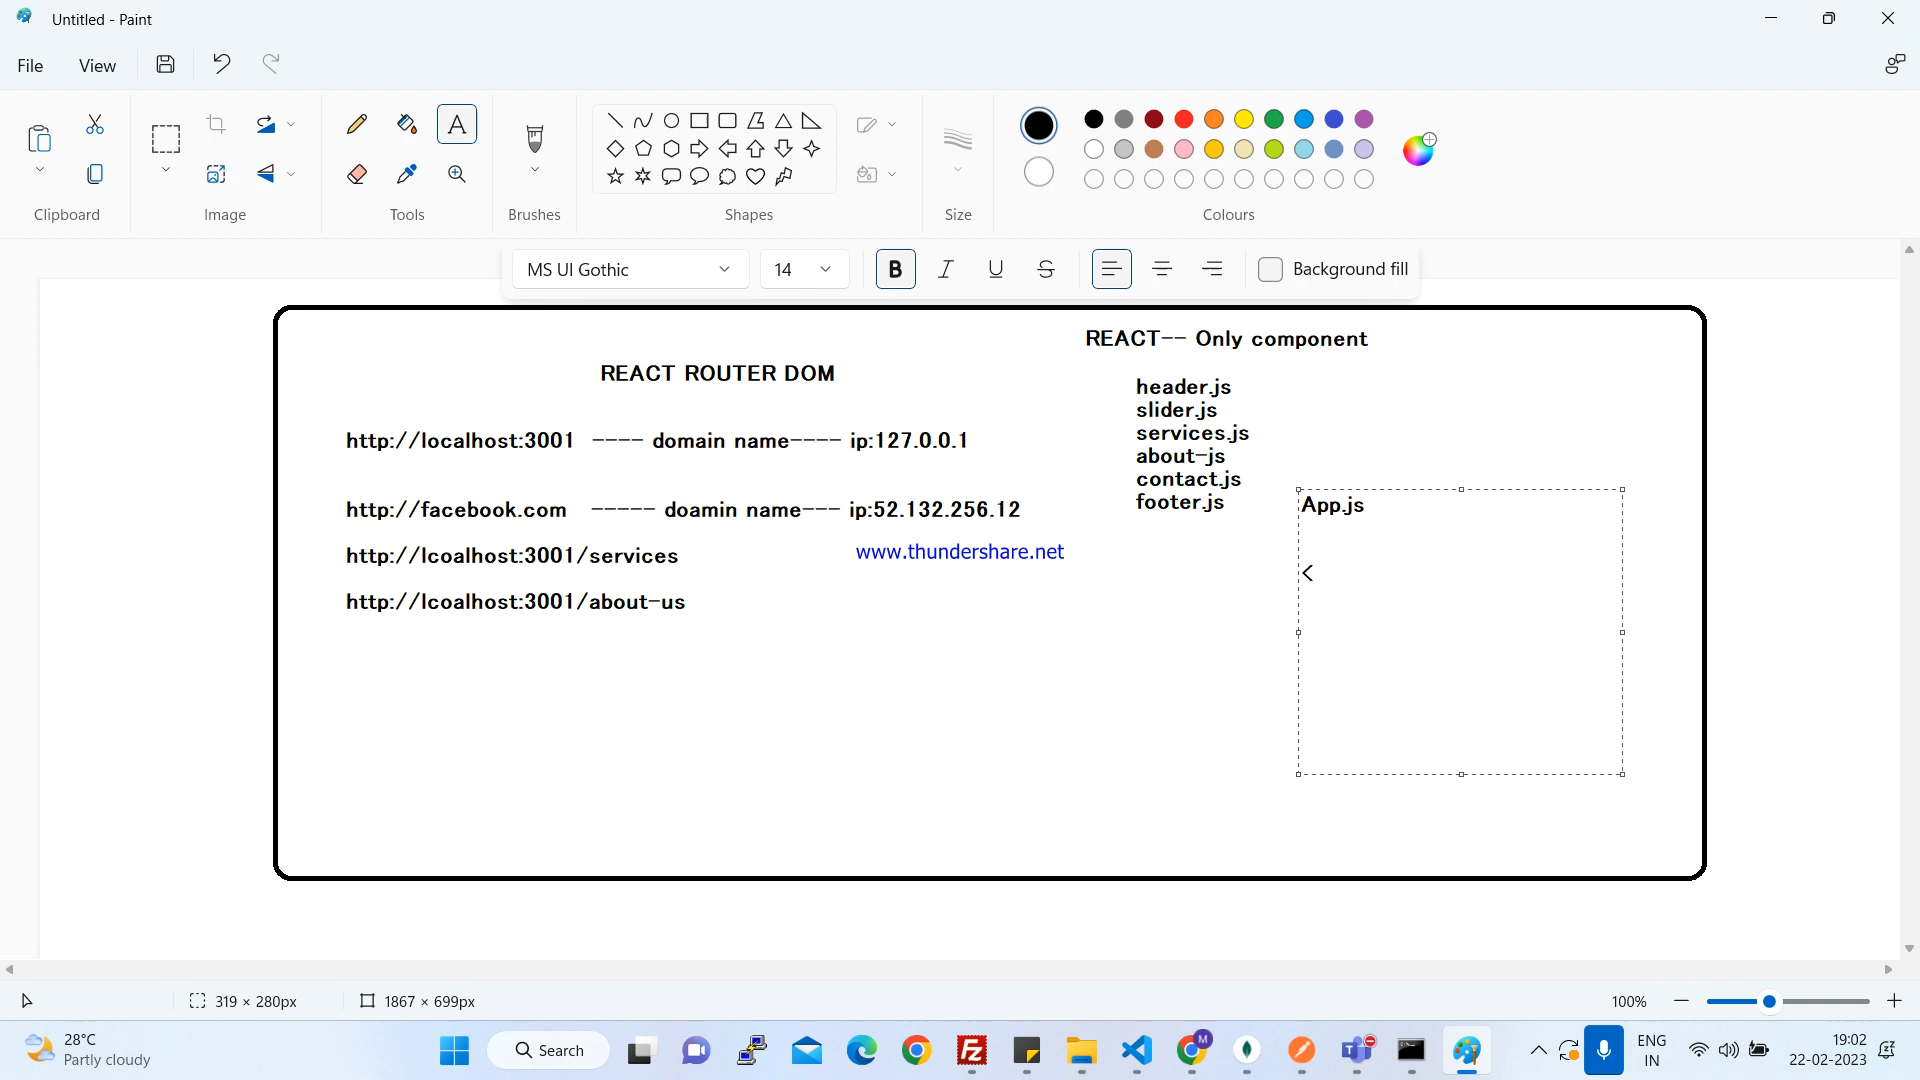 Untitled - Paint
File View
Clipboard
Image
Tools
Brushes
Shapes
Size
Colours
MS UI Gothic
14
B I U S
Background fill
REACT-- Only component
REACT ROUTER DOM
header.js
slider.js
services.js
about-js
contact.js
footer.js
http://localhost:3001 ---- domain name---- ip:127.0.0.1
http://facebook.com ----- doamin name--- ip:52.132.256.12
http://lcoalhost:3001/services
www.thundershare.net
http://lcoalhost:3001/about-us
App.js
<
319 × 280px
1867 × 699px
100%
28°C
Partly cloudy
Search
ENG
IN
19:02
22-02-2023